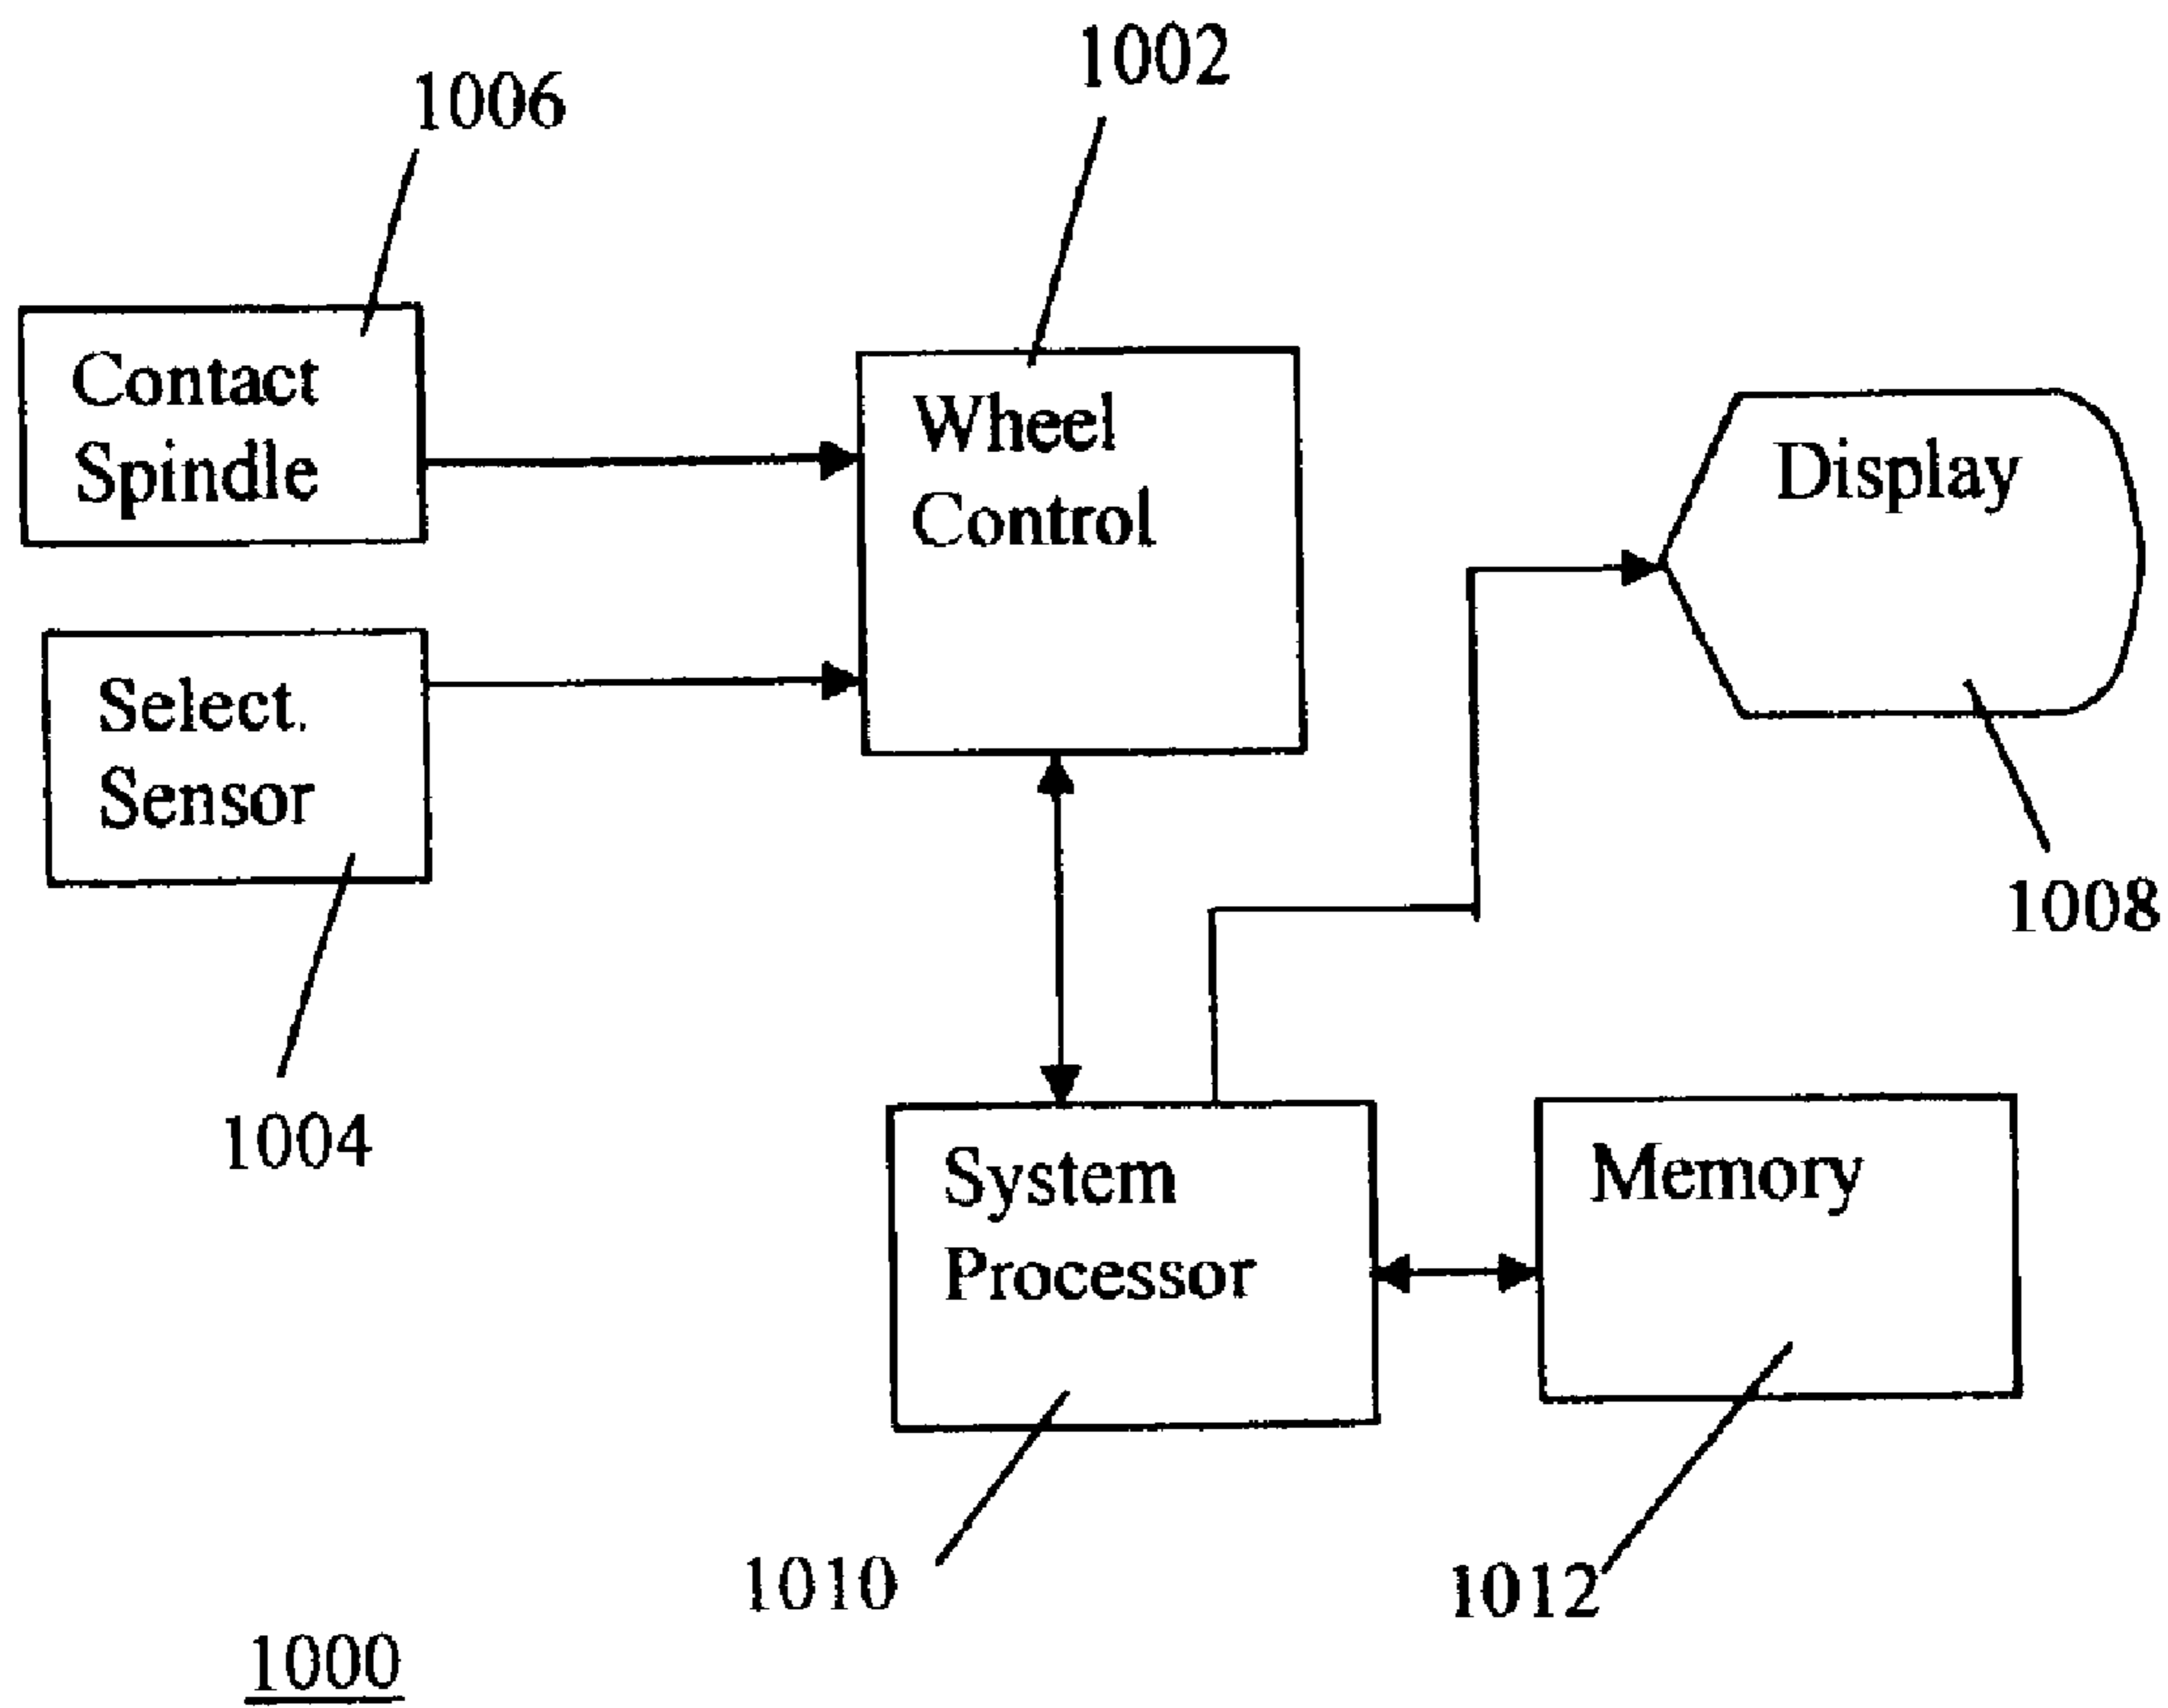 1002
1006
Contact
Spindle
Wheel
Control
Display
Select.
Sensor
1008
1004
System
Processor
Memory
1010
1012
1000